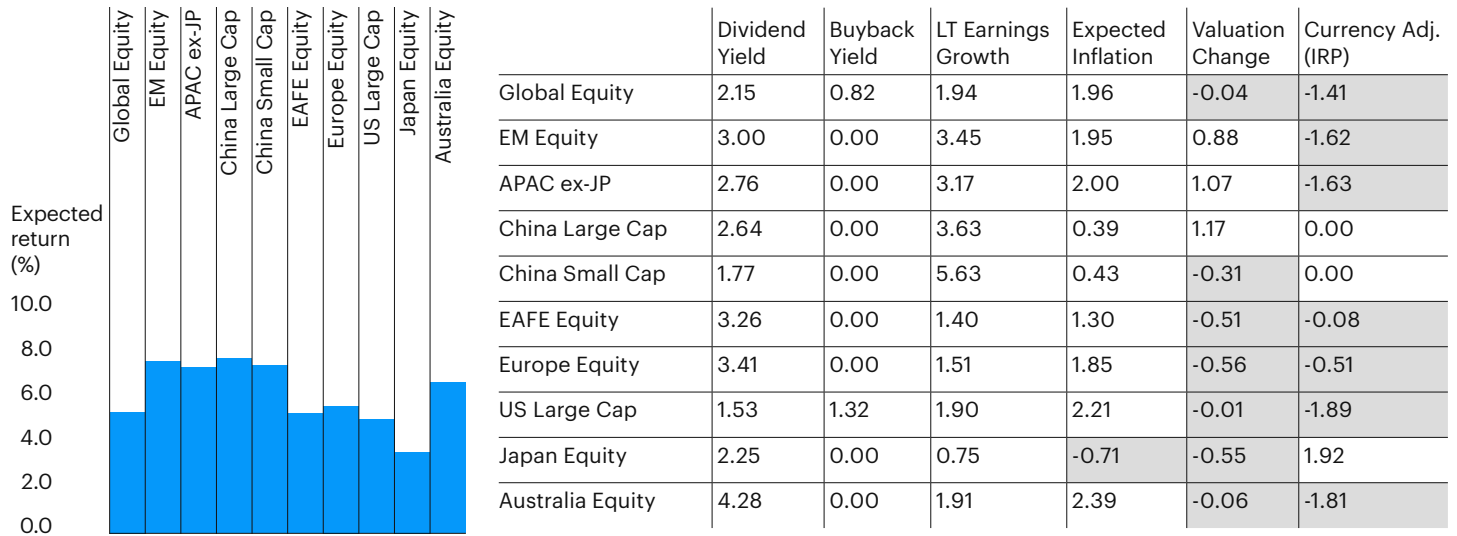 Global Equity
EM Equity
APAC ex-JP
China Large Cap
China Small Cap
EAFE Equity
Europe Equity
US Large Cap
Japan Equity
Australia Equity
Expected
return
(%)
10.0
8.0
6.0
4.0
2.0
0.0
Dividend Yield Buyback Yield LT Earnings Growth Expected Inflation Valuation Change Currency Adj. (IRP)
Global Equity 2.15 0.82 1.94 1.96 -0.04 -1.41
EM Equity 3.00 0.00 3.45 1.95 0.88 -1.62
APAC ex-JP 2.76 0.00 3.17 2.00 1.07 -1.63
China Large Cap 2.64 0.00 3.63 0.39 1.17 0.00
China Small Cap 1.77 0.00 5.63 0.43 -0.31 0.00
EAFE Equity 3.26 0.00 1.40 1.30 -0.51 -0.08
Europe Equity 3.41 0.00 1.51 1.85 -0.56 -0.51
US Large Cap 1.53 1.32 1.90 2.21 -0.01 -1.89
Japan Equity 2.25 0.00 0.75 -0.71 -0.55 1.92
Australia Equity 4.28 0.00 1.91 2.39 -0.06 -1.81